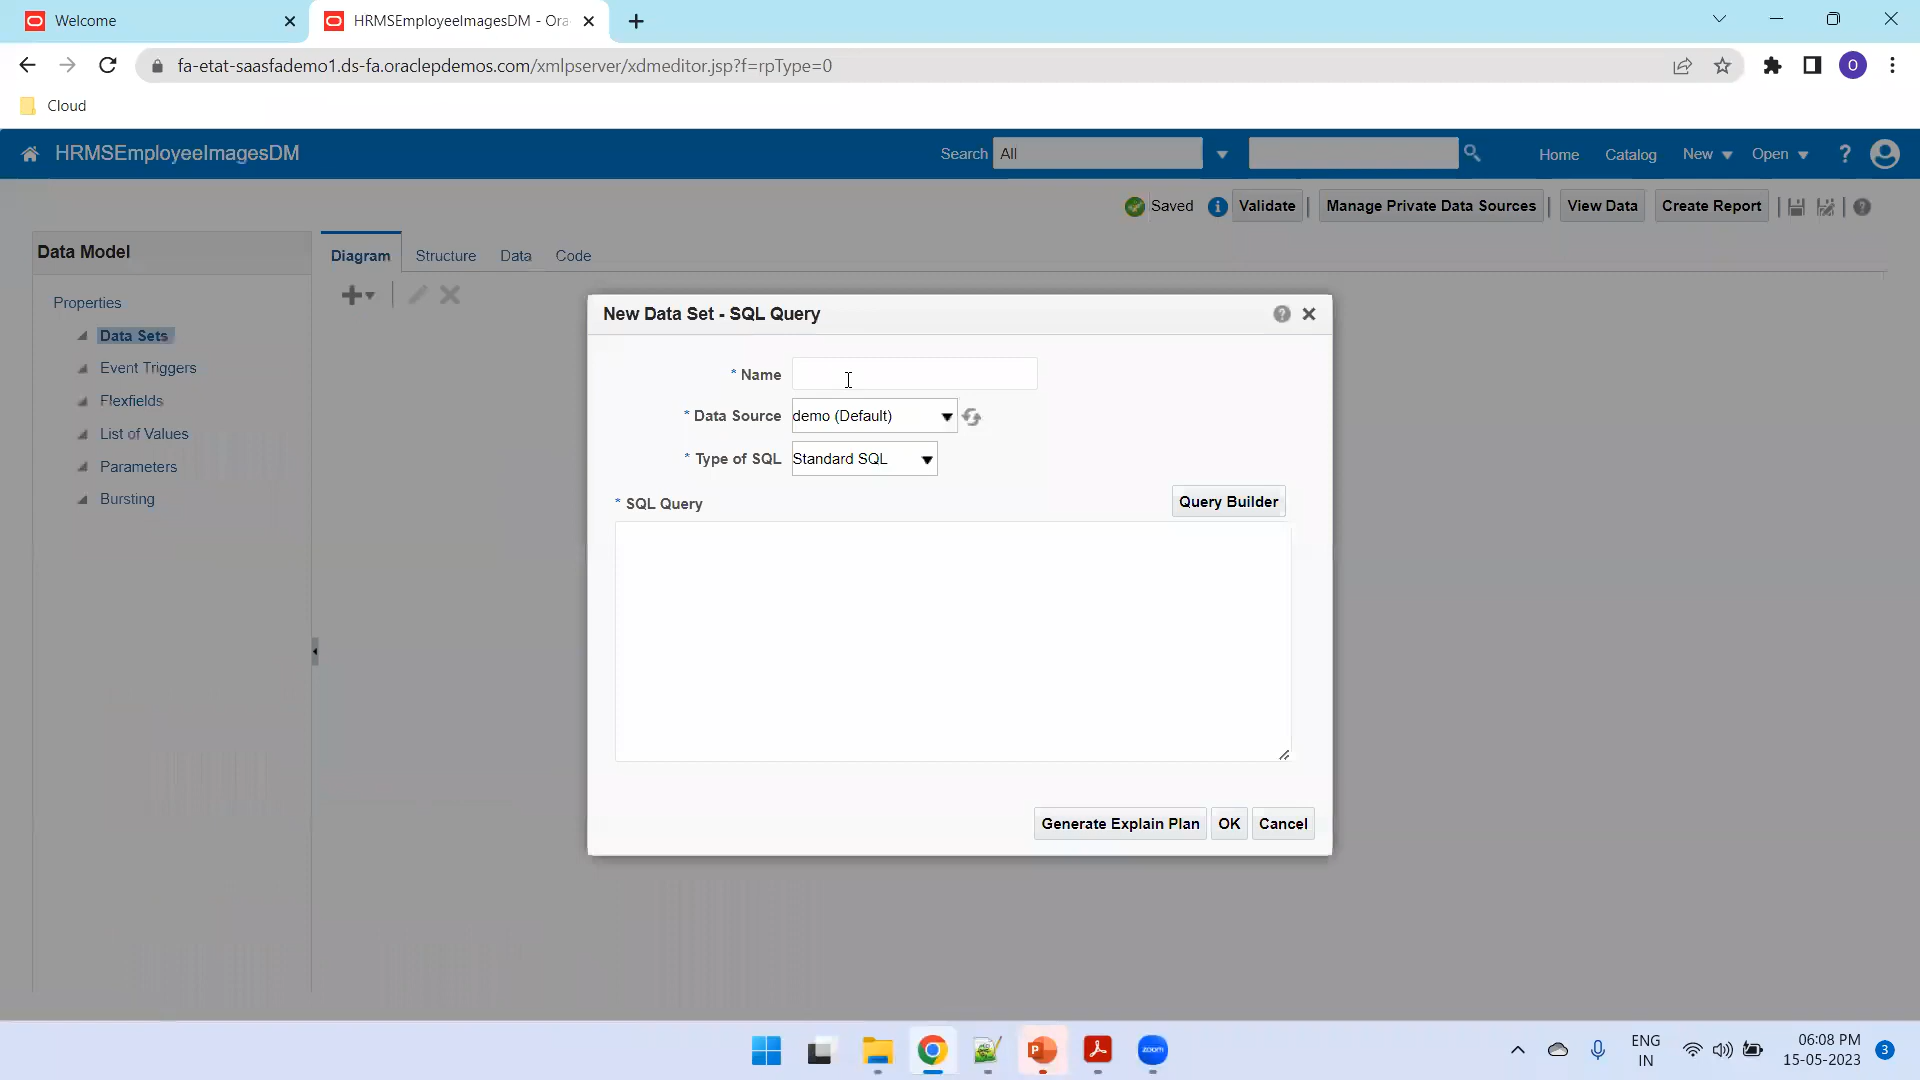 Welcome
HRMSEmployeeImagesDM - Ora
fa-etat-saasfademo1.ds-fa.oraclepdemos.com/xmlpserver/xdmeditor.jsp?f=rpType=0
O
Cloud
HRMSEmployeeImagesDM
Search All
Home Catalog New Open ?
Saved Validate Manage Private Data Sources View Data Create Report
Data Model
Diagram Structure Data Code
Properties
Data Sets
Event Triggers
Flexfields
List of Values
Parameters
Bursting
New Data Set - SQL Query
* Name
* Data Source demo (Default)
* Type of SQL Standard SQL
* SQL Query
Query Builder
Generate Explain Plan OK Cancel
zoom
ENG
IN
06:08 PM
15-05-2023
3